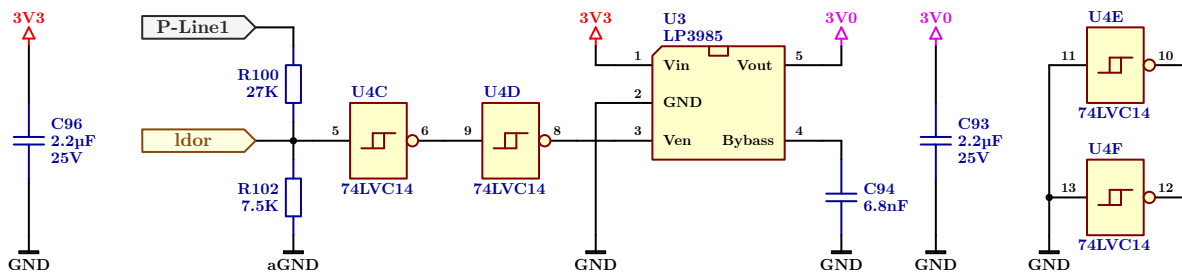 3V3
P-Line1
3V3
U3
LP3985
3V0
3V0
U4E
11
10
74LVC14
R100
27K
1
Vin
Vout
5
2
GND
U4C
U4D
C96
2.2µF
25V
ldor
5
6
9
8
3
Ven
Bybass
4
C93
2.2µF
25V
U4F
13
12
74LVC14
R102
7.5K
74LVC14
74LVC14
C94
6.8nF
GND
aGND
GND
GND
GND
GND